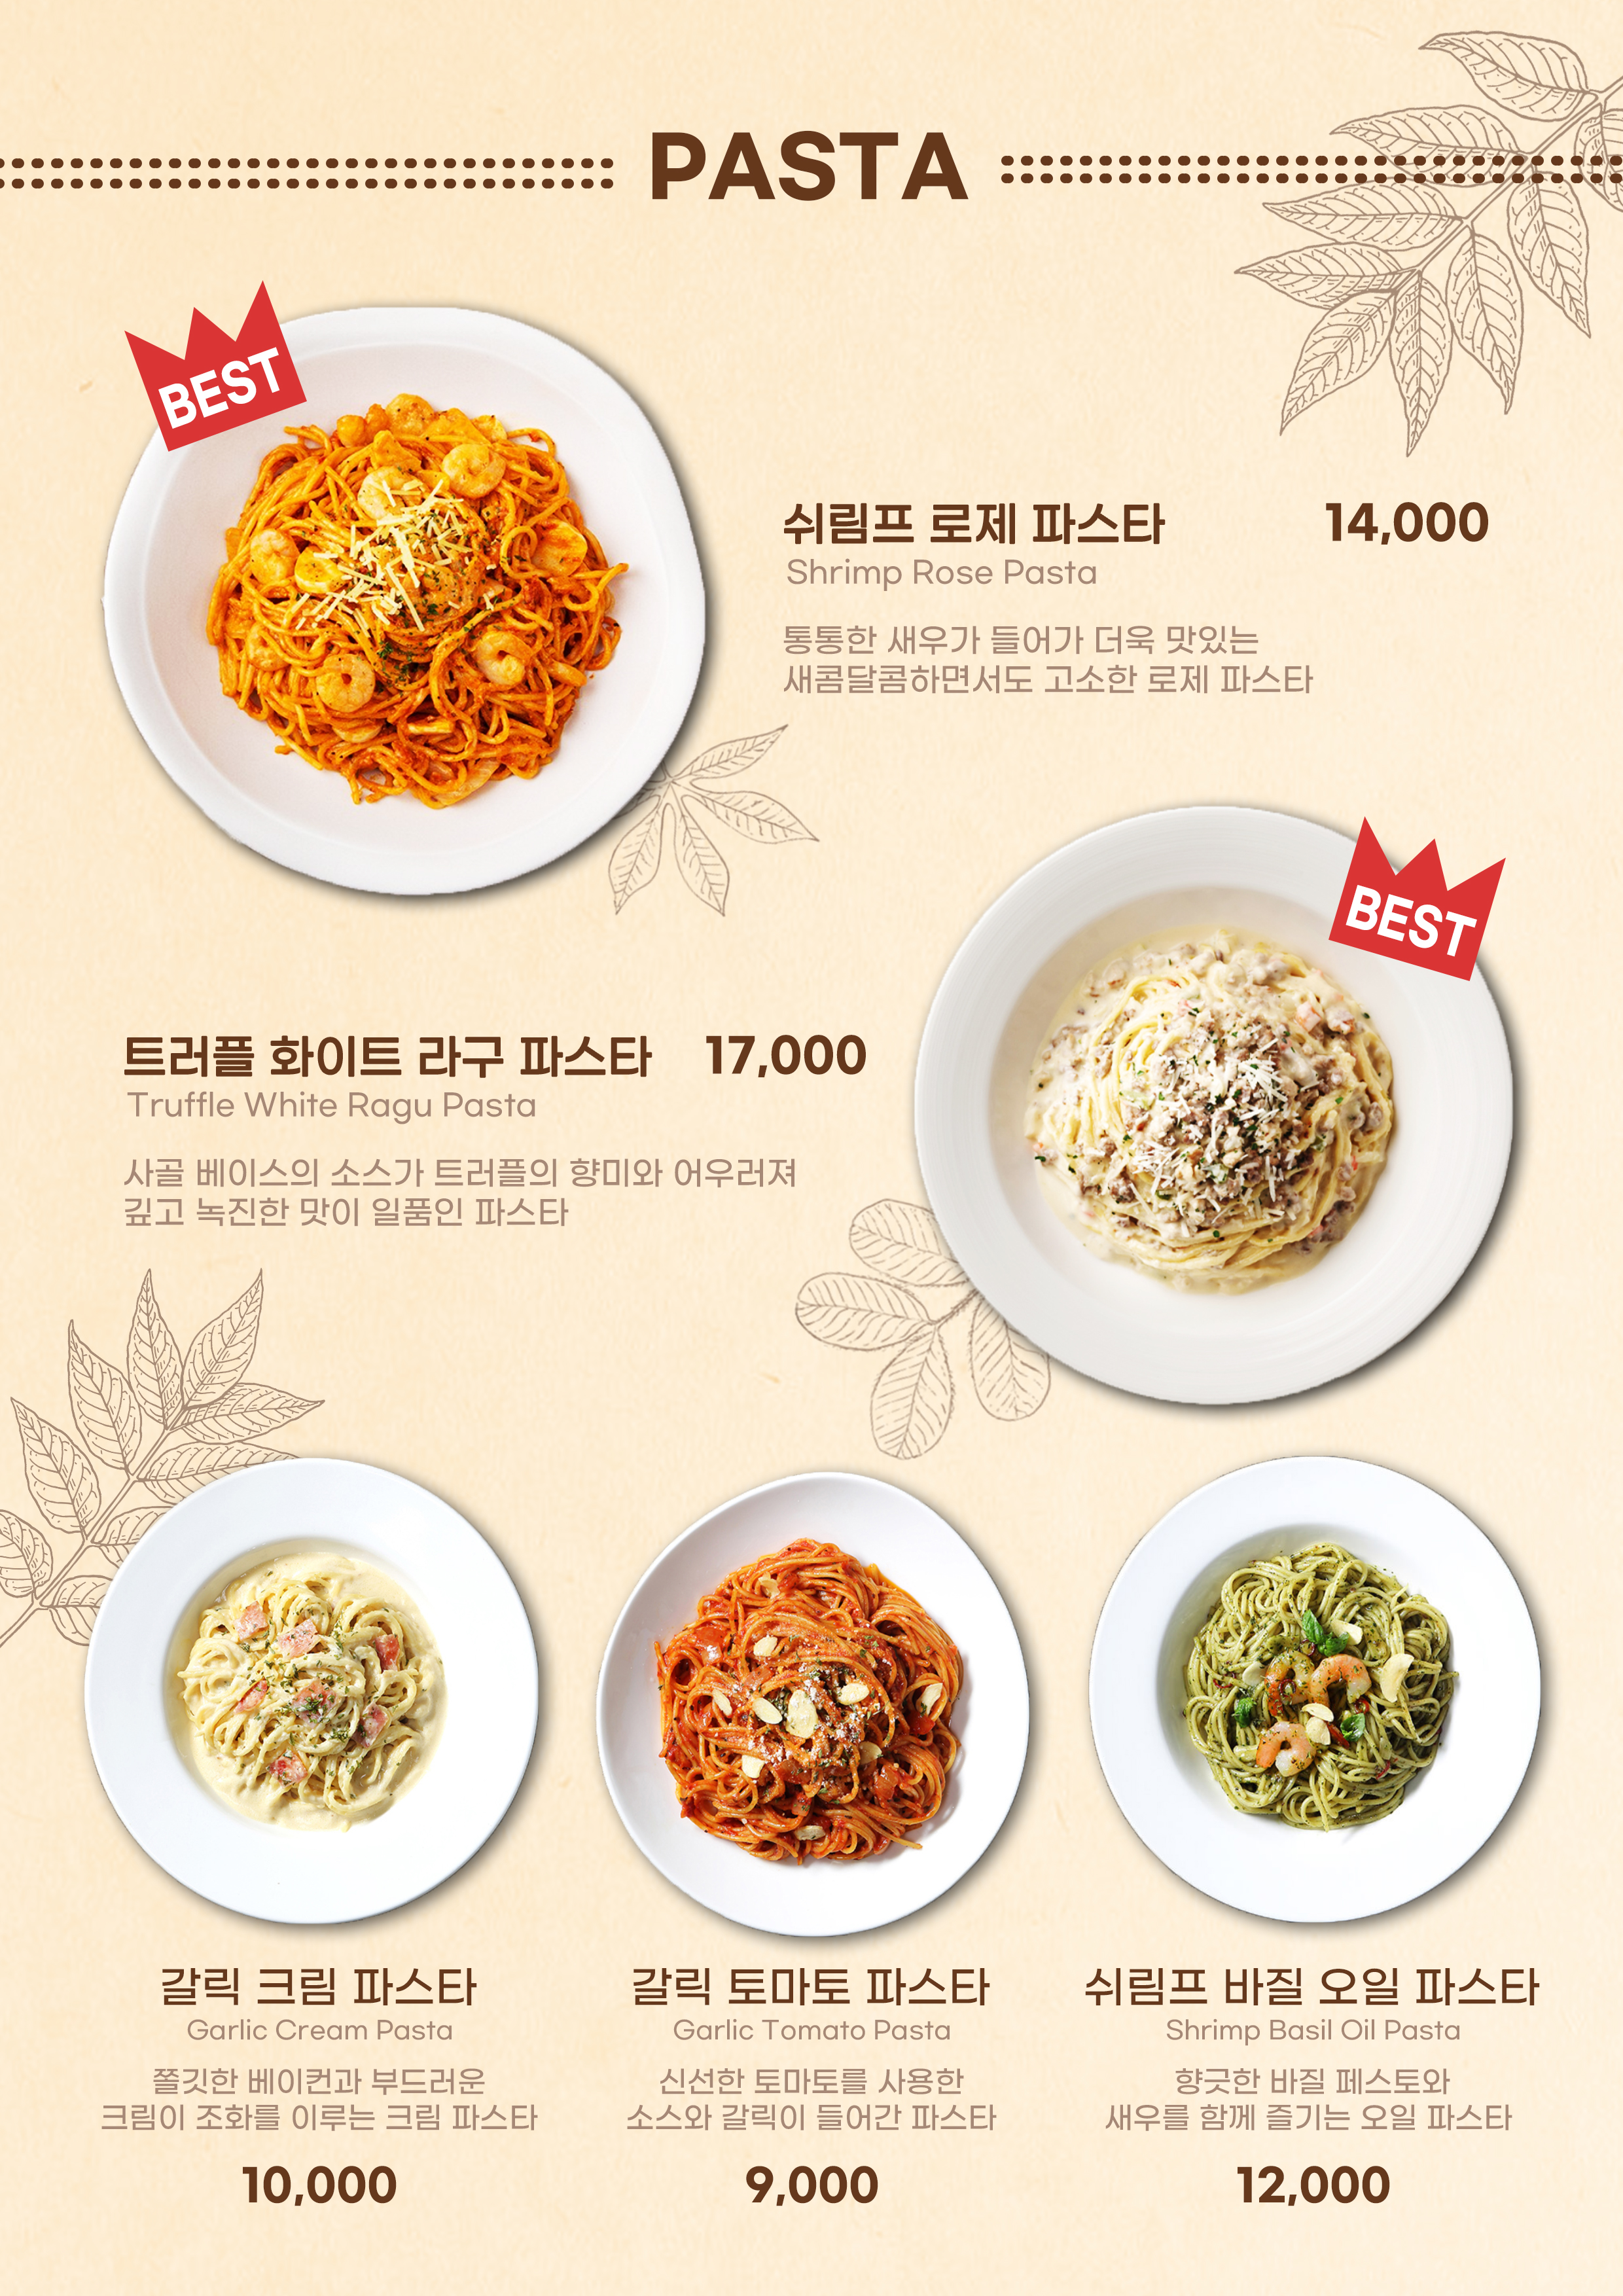 PASTA
BEST
쉬림프 로제 파스타 14,000
Shrimp Rose Pasta
통통한 새우가 들어가 더욱 맛있는
새콤달콤하면서도 고소한 로제 파스타
BEST
트러플 화이트 라구 파스타 17,000
Truffle White Ragu Pasta
사골 베이스의 소스가 트러플의 향미와 어우러져
깊고 녹진한 맛이 일품인 파스타
갈릭 크림 파스타
Garlic Cream Pasta
쫄깃한 베이컨과 부드러운
크림이 조화를 이루는 크림 파스타
10,000
갈릭 토마토 파스타
Garlic Tomato Pasta
신선한 토마토를 사용한
소스와 갈릭이 들어간 파스타
9,000
쉬림프 바질 오일 파스타
Shrimp Basil Oil Pasta
향긋한 바질 페스토와
새우를 함께 즐기는 오일 파스타
12,000